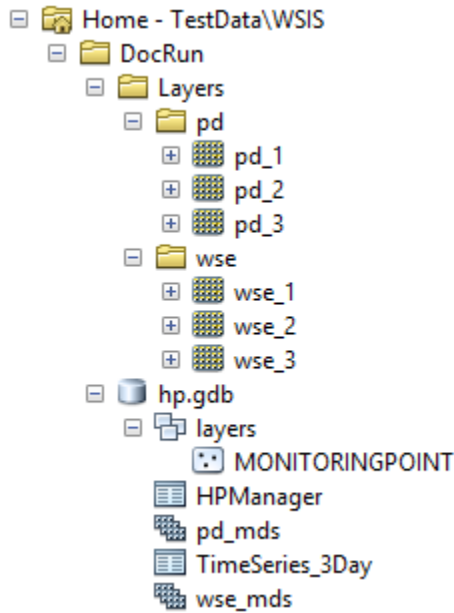 Home - TestData\WSIS
DocRun
Layers
pd
pd_1
pd_2
pd_3
wse
wse_1
wse_2
wse_3
hp.gdb
layers
MONITORINGPOINT
HPManager
pd_mds
TimeSeries_3Day
wse_mds